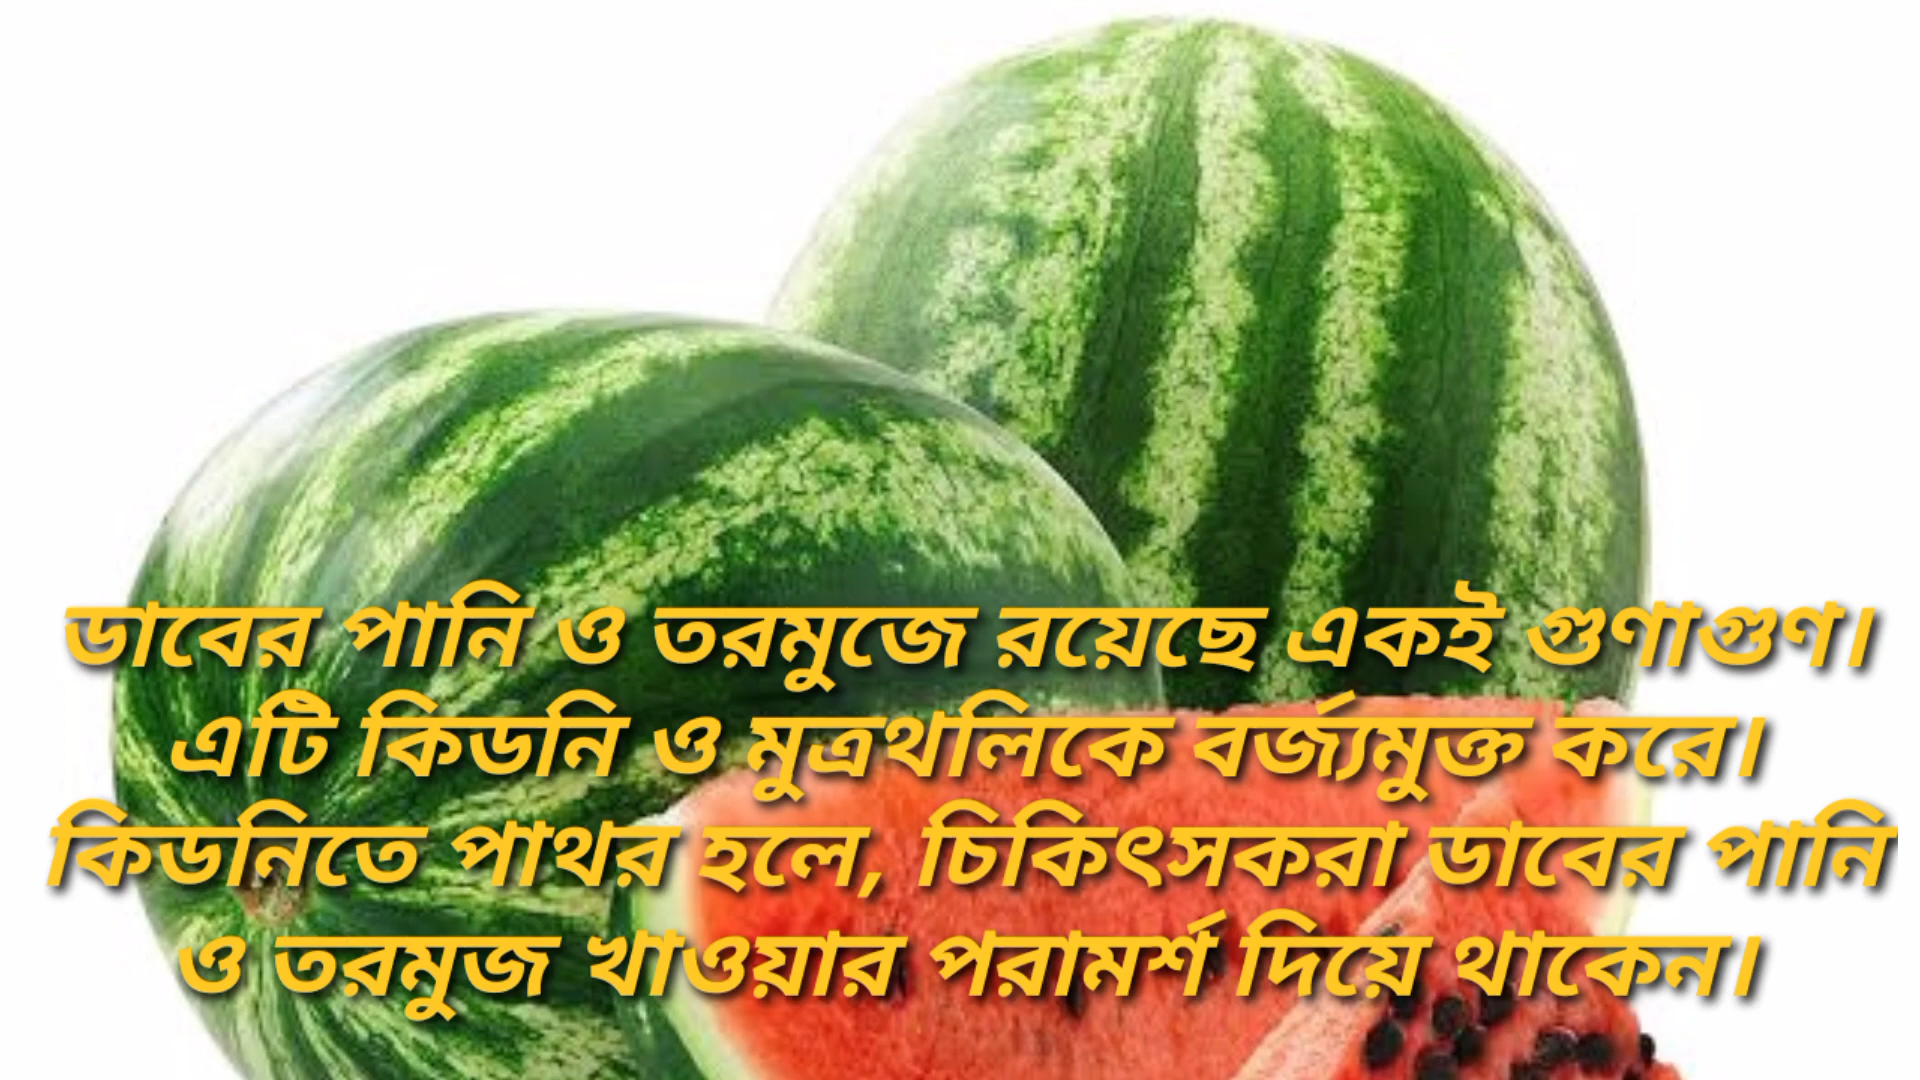 ডাবের পানি ও তরমুজে রয়েছে একই গুণাগুণ।
এটি কিডনি ও মুত্রথলিকে বর্জ্যমুক্ত করে।
কিডনিতে পাথর হলে, চিকিৎসকরা ডাবের পানি
ও তরমুজ খাওয়ার পরামর্শ দিয়ে থাকেন।